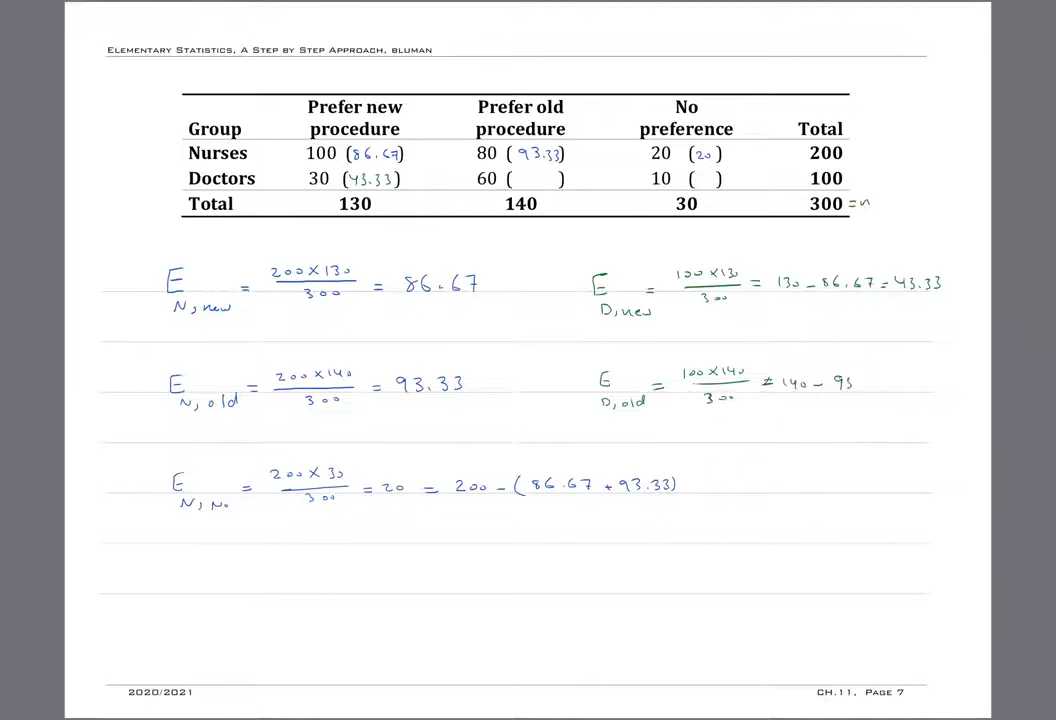 ELEMENTARY STATISTICS, A STEP BY STEP APPROACH, BLUMAN
Prefer new Prefer old No
Group procedure procedure preference Total
Nurses 100 (86.67) 80 (93.33) 20 (20) 200
Doctors 30 (43.33) 60 ( ) 10 ( ) 100
Total 130 140 30 300 = n
E N, new = 200 × 130 / 300 = 86.67
E D, new = 100 × 130 / 300 = 130 - 86.67 = 43.33
E N, old = 200 × 140 / 300 = 93.33
E D, old = 100 × 140 / 300 = 140 - 93
E N, No = 200 × 30 / 300 = 20 = 200 - (86.67 + 93.33)
2020/2021 CH.11, PAGE 7